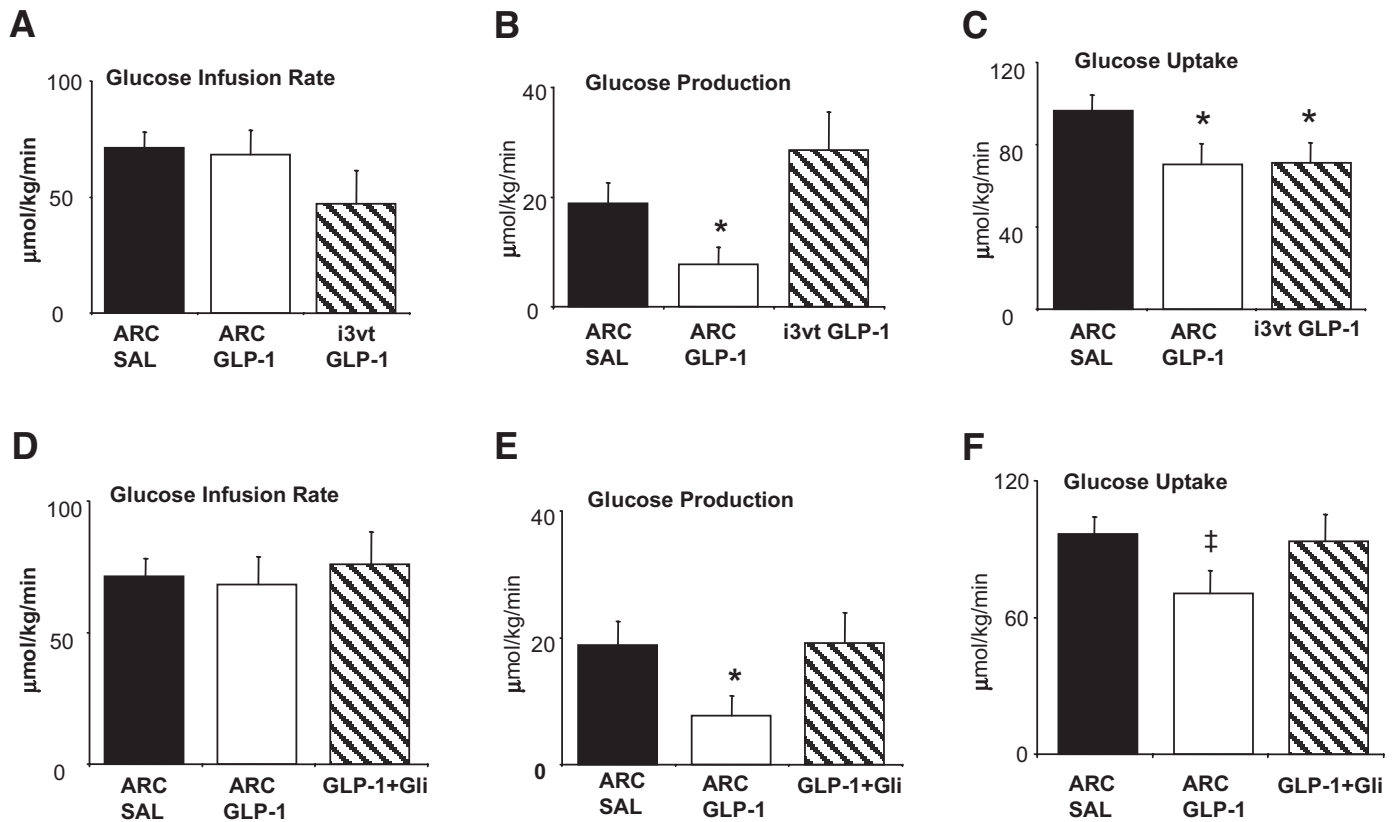 A
Glucose Infusion Rate
100
50
0
µmol/kg/min
ARC
SAL
ARC
GLP-1
i3vt
GLP-1
B
Glucose Production
40
20
0
µmol/kg/min
*
ARC
SAL
ARC
GLP-1
i3vt GLP-1
C
Glucose Uptake
120
80
40
0
µmol/kg/min
*
*
ARC
SAL
ARC
GLP-1
i3vt GLP-1
D
Glucose Infusion Rate
100
50
0
µmol/kg/min
ARC
SAL
ARC
GLP-1
GLP-1+Gli
E
Glucose Production
40
20
0
µmol/kg/min
*
ARC
SAL
ARC
GLP-1
GLP-1+Gli
F
Glucose Uptake
120
60
0
µmol/kg/min
‡
ARC
SAL
ARC
GLP-1
GLP-1+Gli